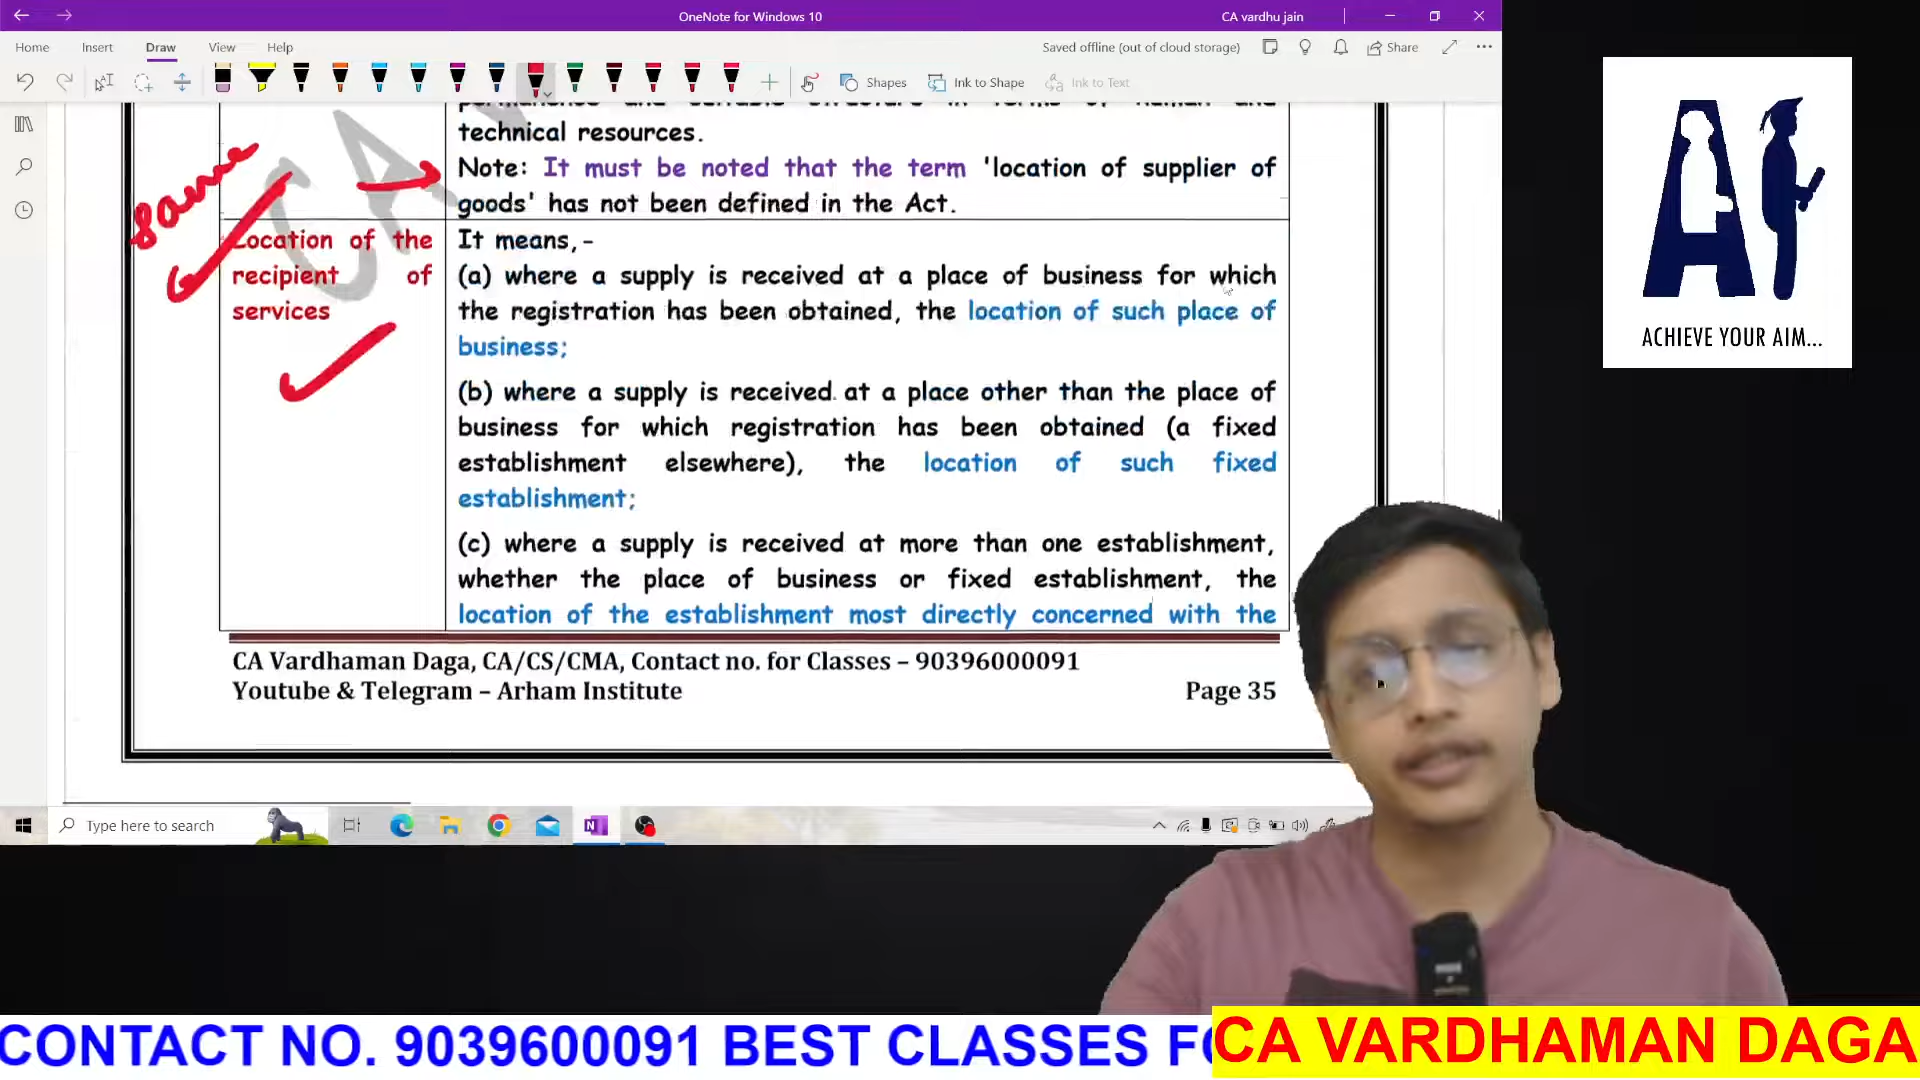 OneNote for Windows 10
CA vardhu jain
Home Insert Draw View Help
Saved offline (out of cloud storage)
Share
Shapes
Ink to Shape
Ink to Text
technical resources.
Note: It must be noted that the term 'location of supplier of
goods' has not been defined in the Act.
same
CA
Location of the
recipient of
services
It means,-
(a) where a supply is received at a place of business for which
the registration has been obtained, the location of such place of
business;
(b) where a supply is received at a place other than the place of
business for which registration has been obtained (a fixed
establishment elsewhere), the location of such fixed
establishment;
(c) where a supply is received at more than one establishment,
whether the place of business or fixed establishment, the
location of the establishment most directly concerned with the
CA Vardhaman Daga, CA/CS/CMA, Contact no. for Classes – 90396000091
Youtube & Telegram – Arham Institute
Page 35
Type here to search
ACHIEVE YOUR AIM...
CONTACT NO. 9039600091 BEST CLASSES
CA VARDHAMAN DAGA